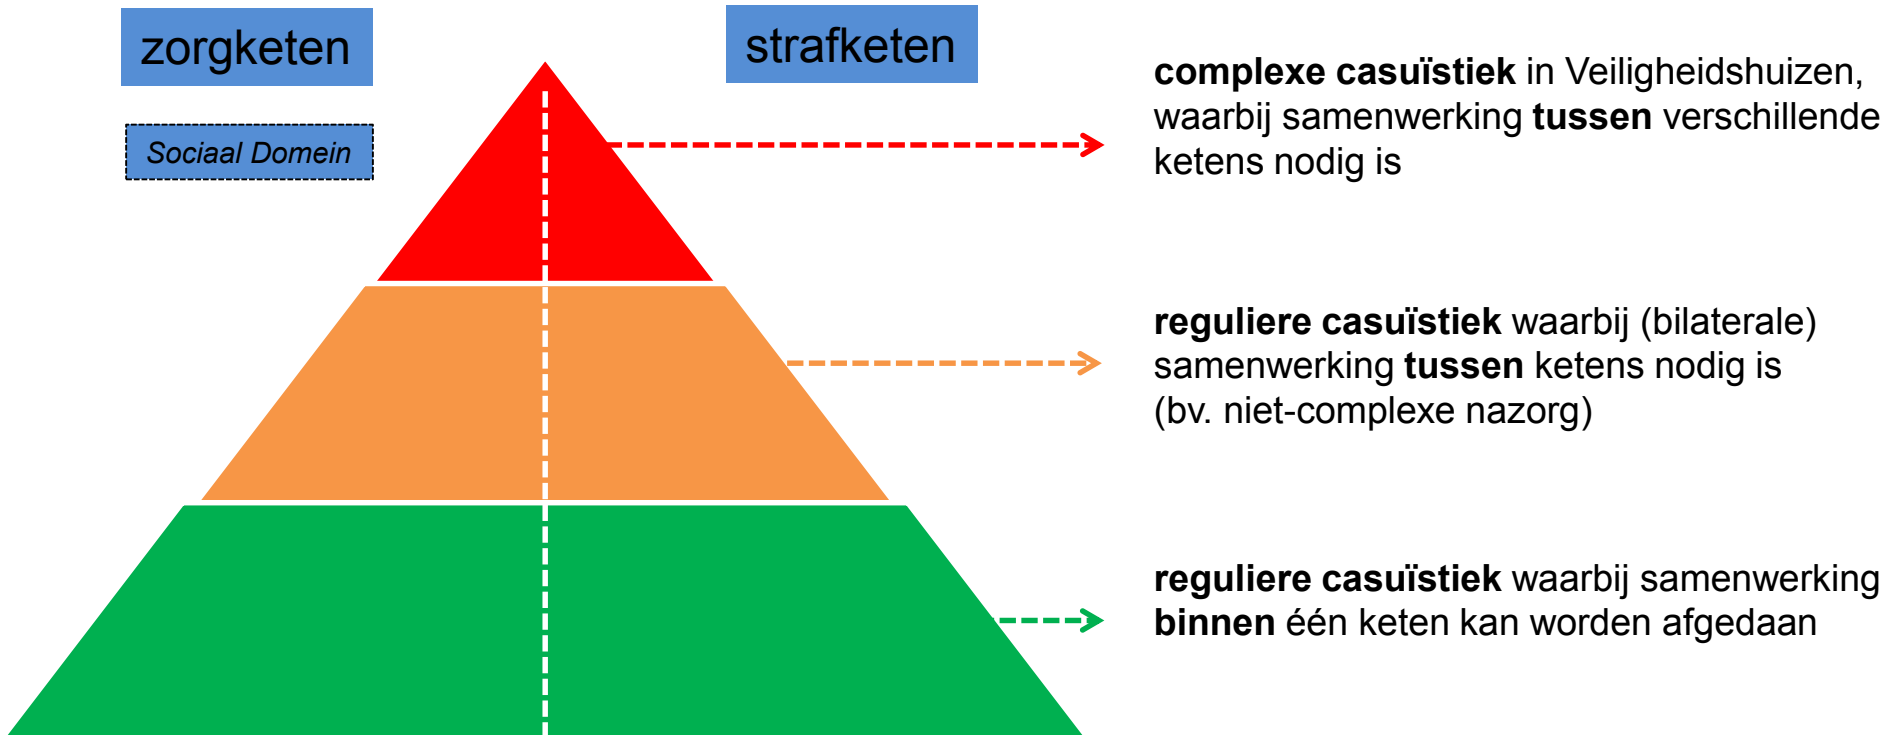 zorgketen
strafketen
Sociaal Domein
complexe casuïstiek in Veiligheidshuizen,
waarbij samenwerking tussen verschillende
ketens nodig is
reguliere casuïstiek waarbij (bilaterale)
samenwerking tussen ketens nodig is
(bv. niet-complexe nazorg)
reguliere casuïstiek waarbij samenwerking
binnen één keten kan worden afgedaan